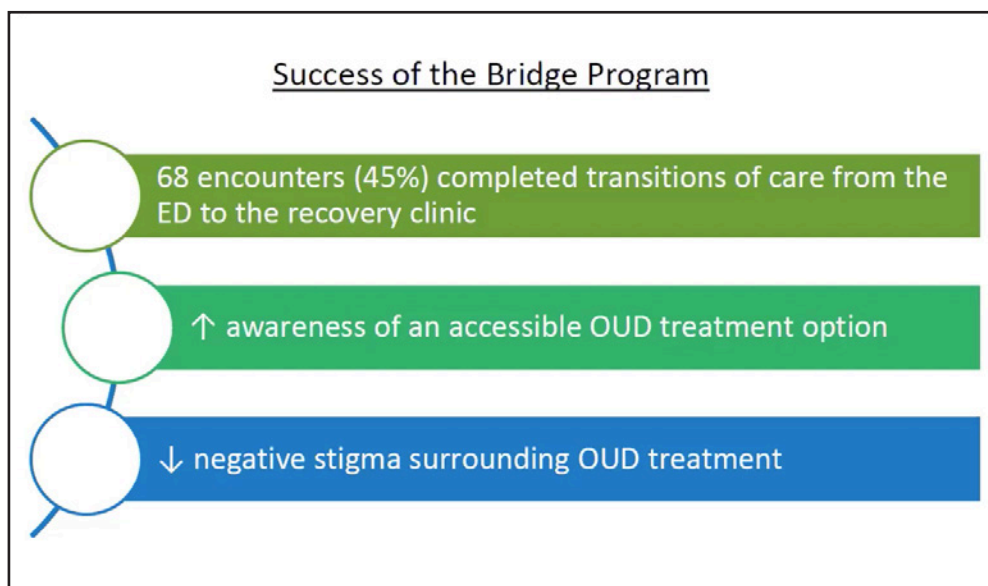 Success of the Bridge Program
68 encounters (45%) completed transitions of care from the
ED to the recovery clinic
↑ awareness of an accessible OUD treatment option
↓ negative stigma surrounding OUD treatment